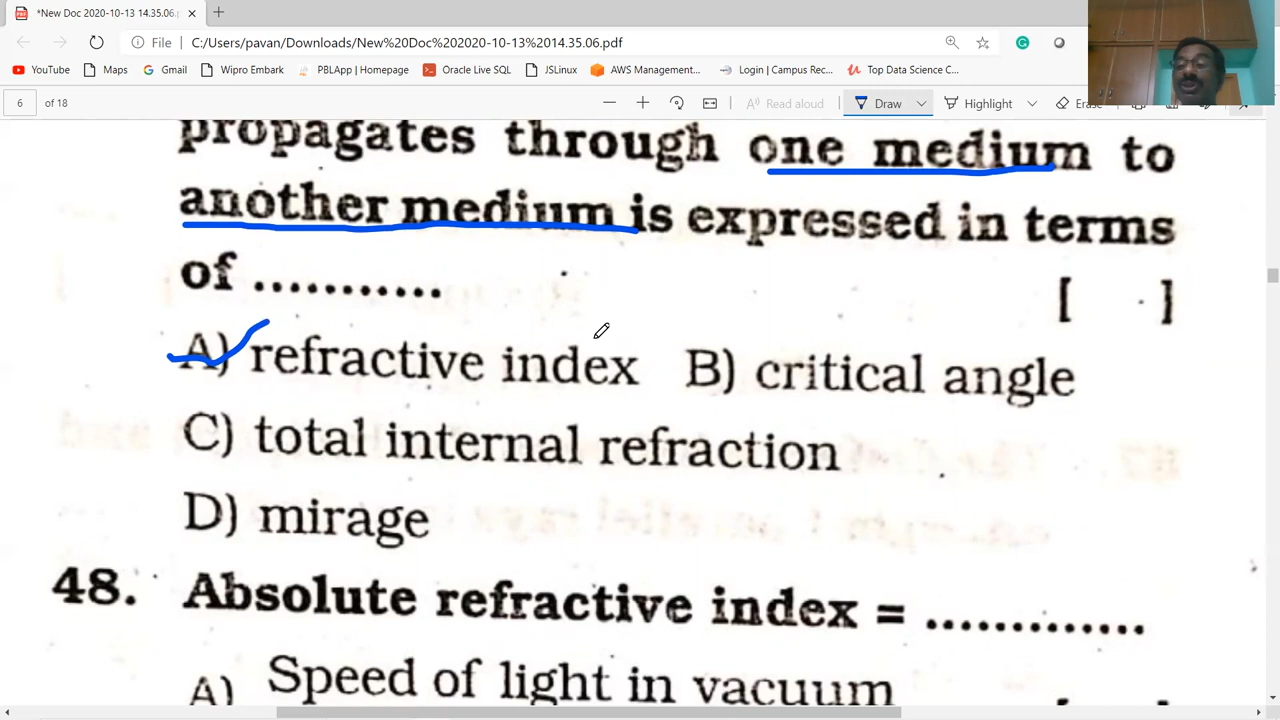 *New Doc 2020-10-13 14.35.06.p
File C:/Users/pavan/Downloads/New%20Doc%202020-10-13%2014.35.06.pdf
YouTube Maps Gmail Wipro Embark PBLApp | Homepage Oracle Live SQL JSLinux AWS Management... Login | Campus Rec... Top Data Science C...
6 of 18 Read aloud Draw Highlight Erase
propagates through one medium to
another medium is expressed in terms
of ...........
[ ]
A) refractive index B) critical angle
C) total internal refraction
D) mirage
48. Absolute refractive index = .............
A) Speed of light in vacuum